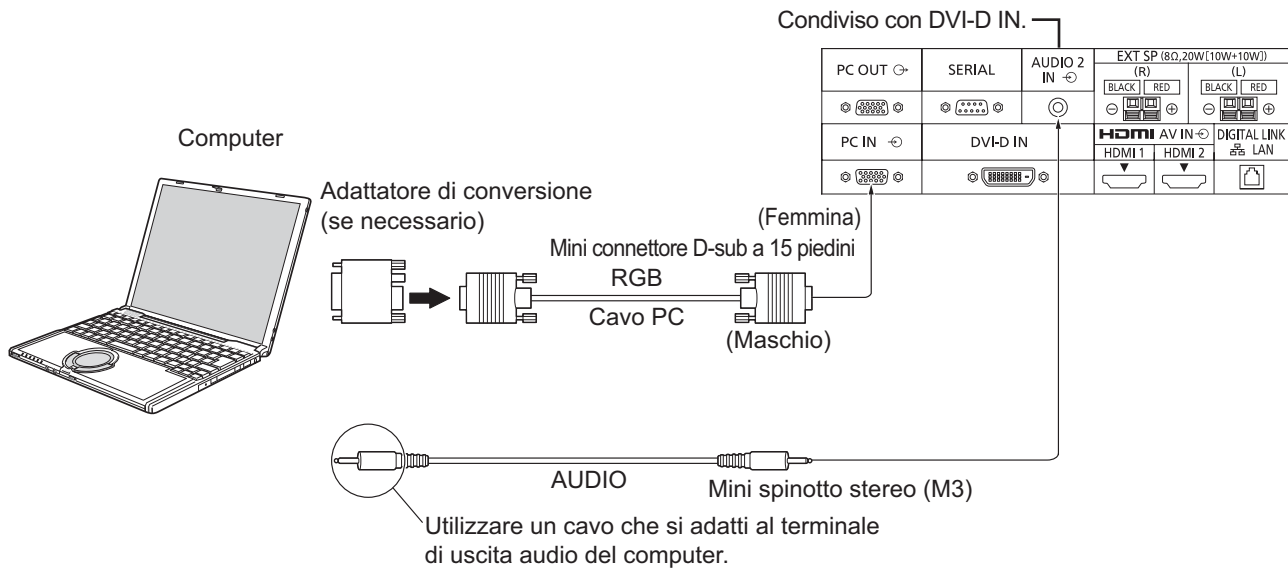 Condiviso con DVI-D IN.
PC OUT
SERIAL
AUDIO 2
IN
EXT SP (8Ω,20W[10W+10W])
(R)
(L)
BLACK RED
BLACK RED
PC IN
DVI-D IN
HDMI AV IN
HDMI 1
HDMI 2
DIGITAL LINK
LAN
Computer
Adattatore di conversione
(se necessario)
(Femmina)
Mini connettore D-sub a 15 piedini
RGB
Cavo PC
(Maschio)
AUDIO
Mini spinotto stereo (M3)
Utilizzare un cavo che si adatti al terminale
di uscita audio del computer.